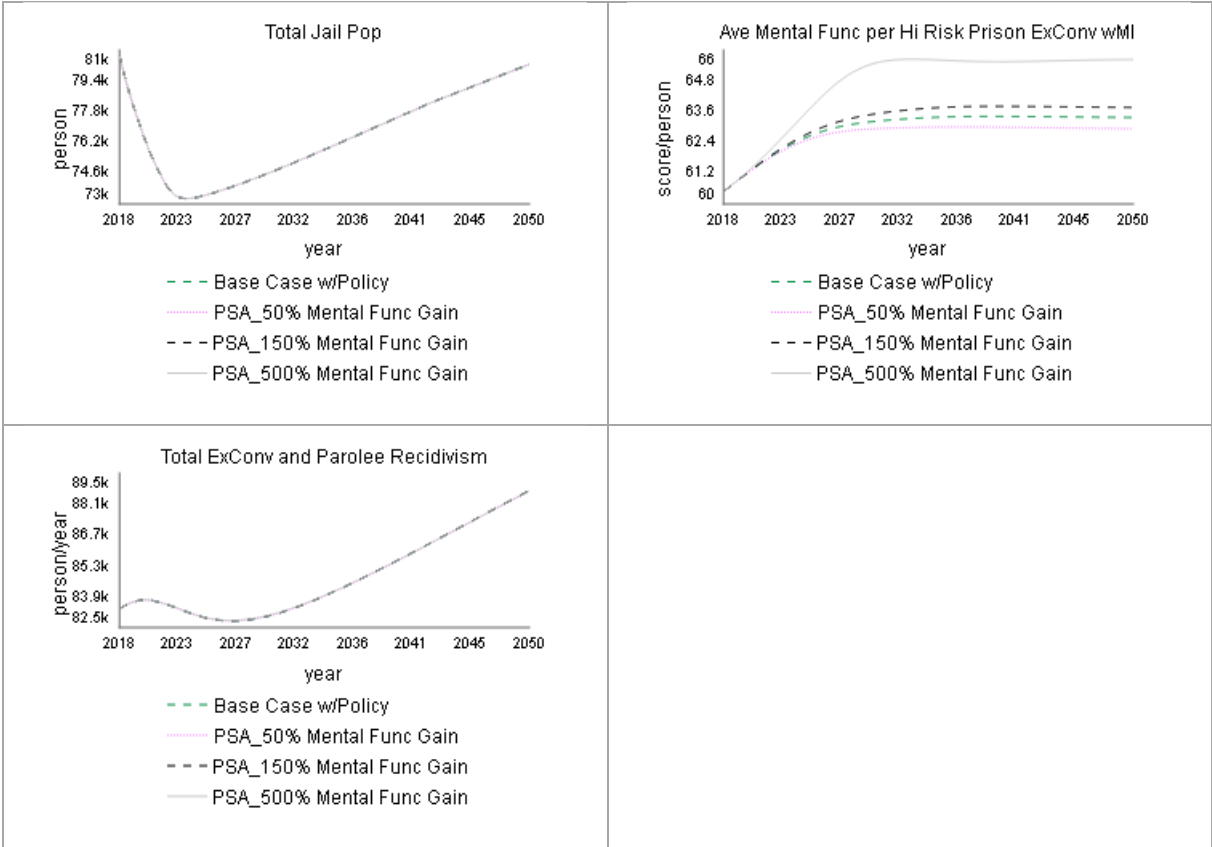 Total Jail Pop
81k
79.4k
77.8k
76.2k
74.6k
73k
person
2018 2023 2027 2032 2036 2041 2045 2050
year
Base Case w/Policy
PSA_50% Mental Func Gain
PSA_150% Mental Func Gain
PSA_500% Mental Func Gain
Ave Mental Func per Hi Risk Prison ExConv wMI
66
64.8
63.6
62.4
61.2
60
score/person
2018 2023 2027 2032 2036 2041 2045 2050
year
Base Case w/Policy
PSA_50% Mental Func Gain
PSA_150% Mental Func Gain
PSA_500% Mental Func Gain
Total ExConv and Parolee Recidivism
89.5k
88.1k
86.7k
85.3k
83.9k
82.5k
person/year
2018 2023 2027 2032 2036 2041 2045 2050
year
Base Case w/Policy
PSA_50% Mental Func Gain
PSA_150% Mental Func Gain
PSA_500% Mental Func Gain